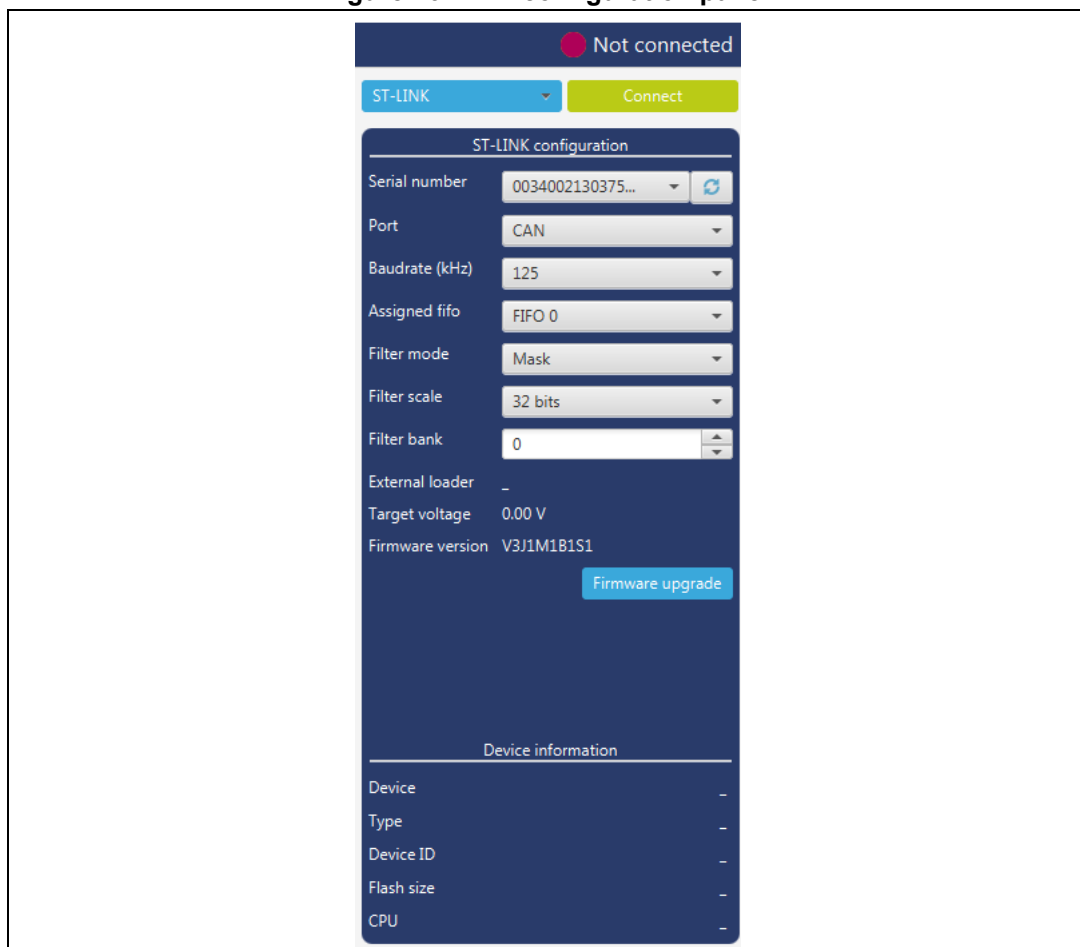 Not connected
ST-LINK Connect
ST-LINK configuration
Serial number 0034002130375...
Port CAN
Baudrate (kHz) 125
Assigned fifo FIFO 0
Filter mode Mask
Filter scale 32 bits
Filter bank 0
External loader _
Target voltage 0.00 V
Firmware version V3J1M1B1S1
Firmware upgrade
Device information
Device _
Type _
Device ID _
Flash size _
CPU _